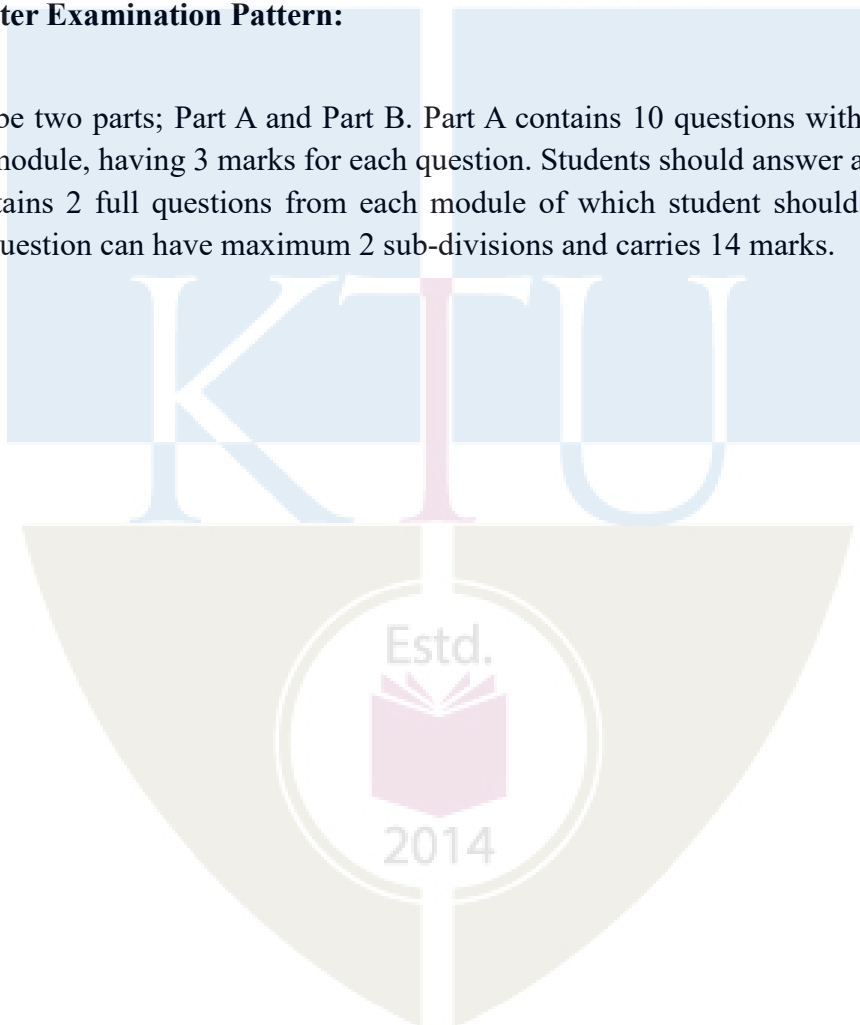 ter Examination Pattern:
be two parts; Part A and Part B. Part A contains 10 questions with
module, having 3 marks for each question. Students should answer a
tains 2 full questions from each module of which student should
uestion can have maximum 2 sub-divisions and carries 14 marks.
KTU
Estd.
2014